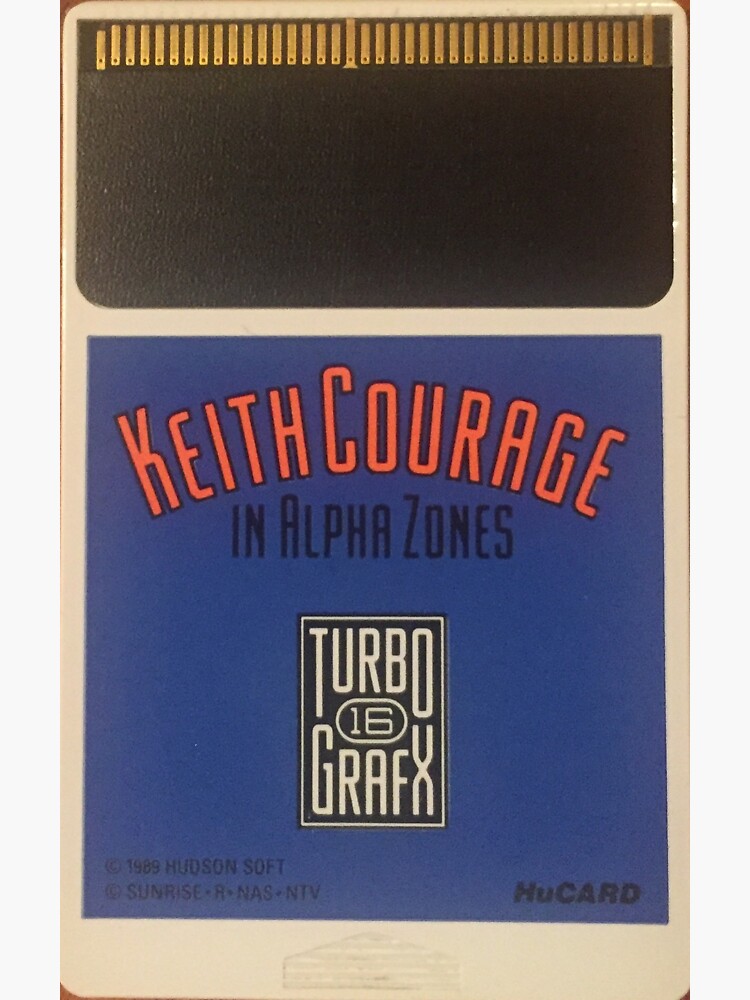 KEITH COURAGE
IN ALPHA ZONES
TURBO
16
GRAFX
© 1989 HUDSON SOFT
© SUNRISE・R・NAS・NTV
HuCARD